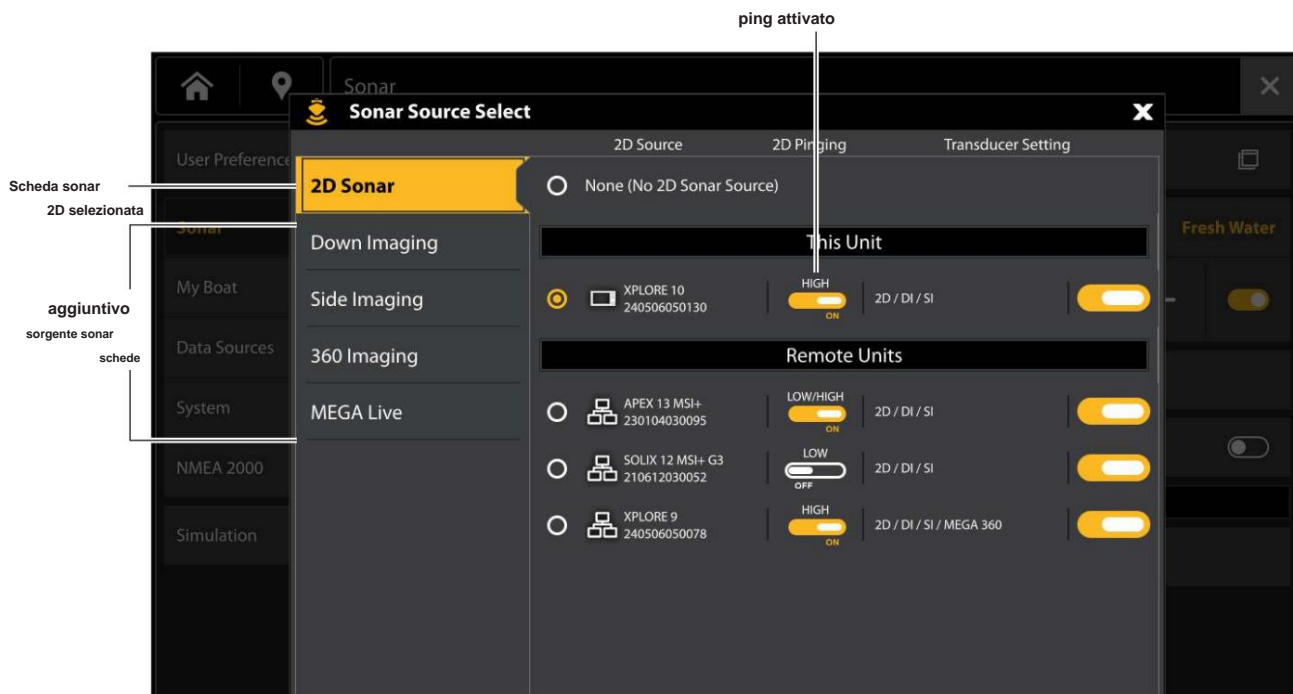 ping attivato
Sonar
Sonar Source Select
2D Source 2D Pinging Transducer Setting
User Preference
Scheda sonar
2D selezionata
2D Sonar
None (No 2D Sonar Source)
Sonar
Fresh Water
Down Imaging
This Unit
aggiuntivo
sorgente sonar
schede
My Boat
Side Imaging
XPLORE 10
240506050130
HIGH
ON
2D / DI / SI
Data Sources
360 Imaging
Remote Units
System
MEGA Live
APEX 13 MSI+
230104030095
LOW/HIGH
ON
2D / DI / SI
NMEA 2000
SOLIX 12 MSI+ G3
210612030052
LOW
OFF
2D / DI / SI
Simulation
XPLORE 9
240506050078
HIGH
ON
2D / DI / SI / MEGA 360